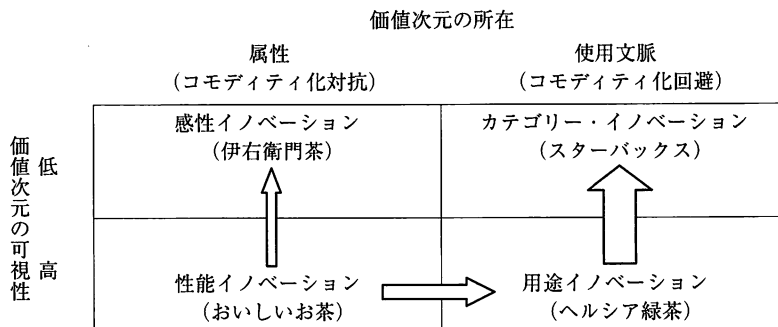 価値次元の所在
属性
(コモディティ化対抗)
使用文脈
(コモディティ化回避)
価値次元の可視性
低
高
感性イノベーション
(伊右衛門茶)
カテゴリー・イノベーション
(スターバックス)
性能イノベーション
(おいしいお茶)
用途イノベーション
(ヘルシア緑茶)